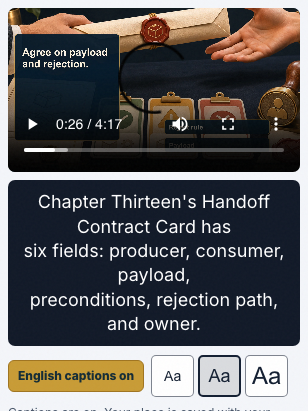 Agree on payload
and rejection.
0:26 / 4:17
Chapter Thirteen's Handoff
Contract Card has
six fields: producer, consumer,
payload,
preconditions, rejection path,
and owner.
English captions on
Aa
Aa
Aa